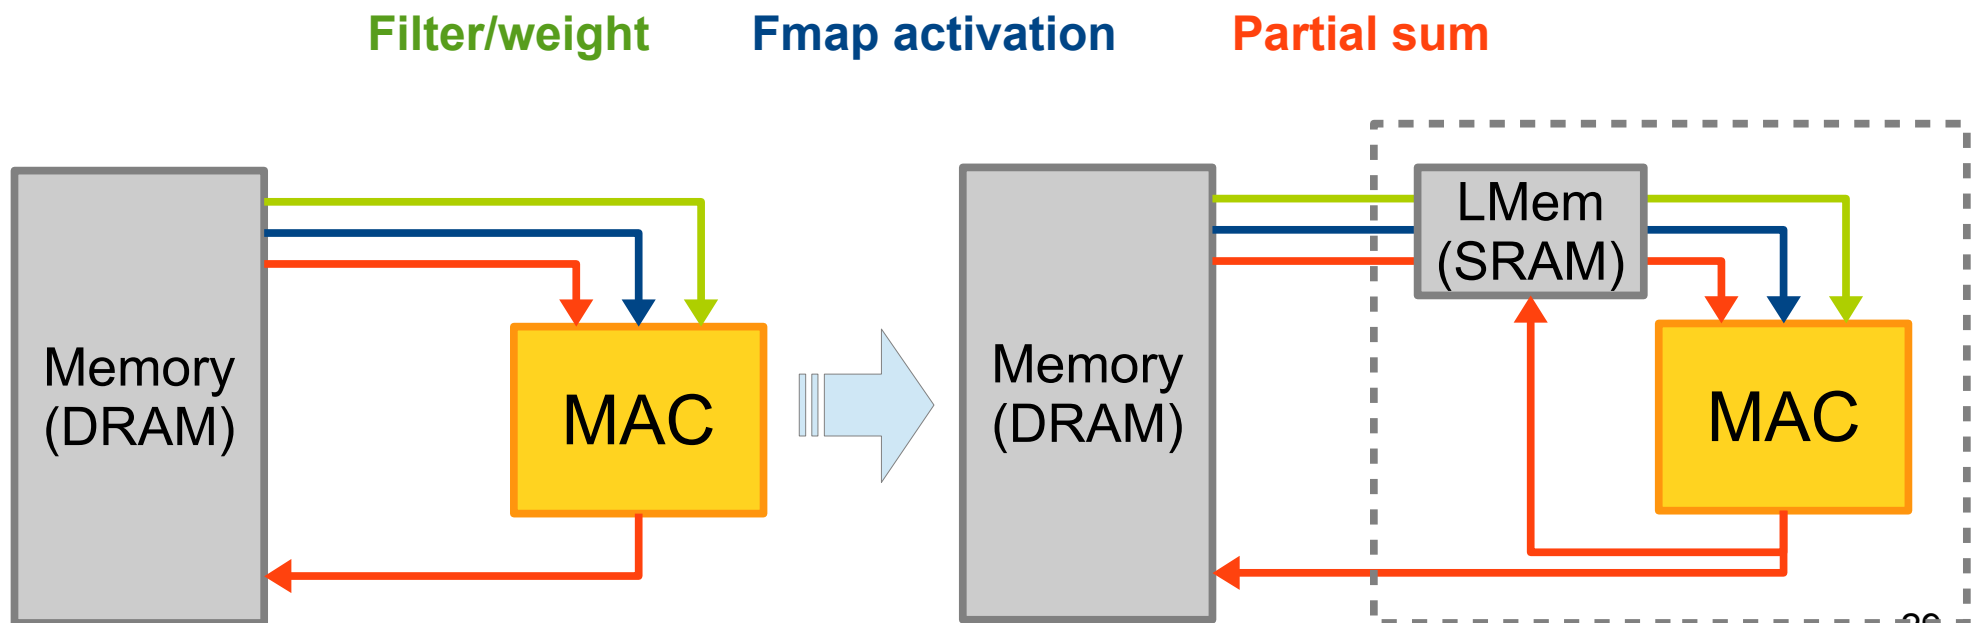 Filter/weight Fmap activation Partial sum
Memory
(DRAM)
MAC
Memory
(DRAM)
LMem
(SRAM)
MAC